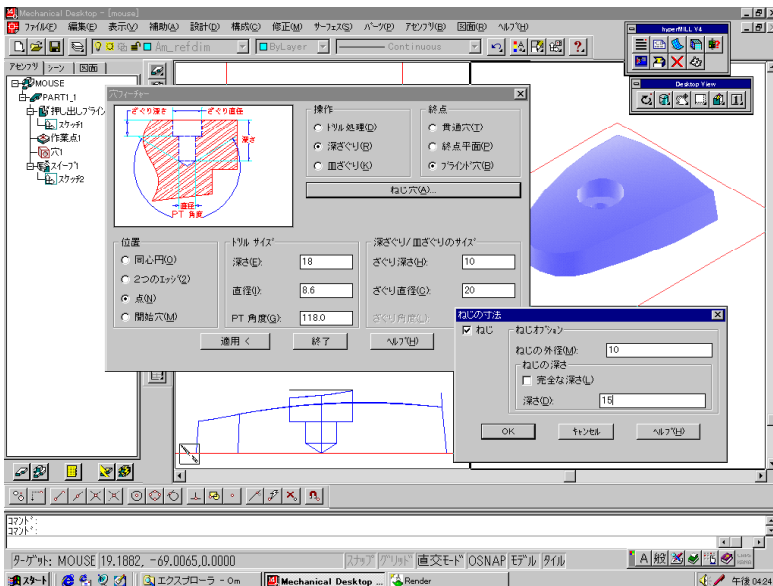 Mechanical Desktop - [mouse]
ファイル(F) 編集(E) 表示(V) 補助(A) 設計(D) 構成(C) 修正(M) サーフェス(S) パーツ(P) アセンブリ(B) 図面(R) ヘルプ(H)
Am_refdim
ByLayer
Continuous
hyperMILL V4
Desktop View
アセンブリ シーン 図面
MOUSE
PART1_1
押し出しブライン
スケッチ1
作業点1
穴1
スイープ1
スケッチ2
穴フィーチャー
ざぐり深さ
ざぐり直径
深さ
直径
PT 角度
操作
ドリル処理(D)
深ざぐり(R)
皿ざぐり(K)
終点
貫通穴(T)
終点平面(P)
ブラインド穴(B)
ねじ穴(A)...
位置
同心円(O)
2つのエッジ(2)
点(N)
開始穴(M)
ドリル サイズ
深さ(E): 18
直径(I): 8.6
PT 角度(G): 118.0
深ざぐり/皿ざぐりのサイズ
ざぐり深さ(H): 10
ざぐり直径(C): 20
ざぐり角度(L):
適用 <
終了
ヘルプ(H)
ねじの寸法
ねじ
ねじオプション
ねじの外径(M): 10
ねじの深さ
完全な深さ(L)
深さ(D): 15
OK
キャンセル
ヘルプ(H)
コマンド:
コマンド:
ターゲット: MOUSE 19.1882, -69.0065,0.0000
スナップ グリッド 直交モード OSNAP モデル タイル
A 般
スタート
エクスプローラ - Om
Mechanical Desktop ...
Render
午後 04:24